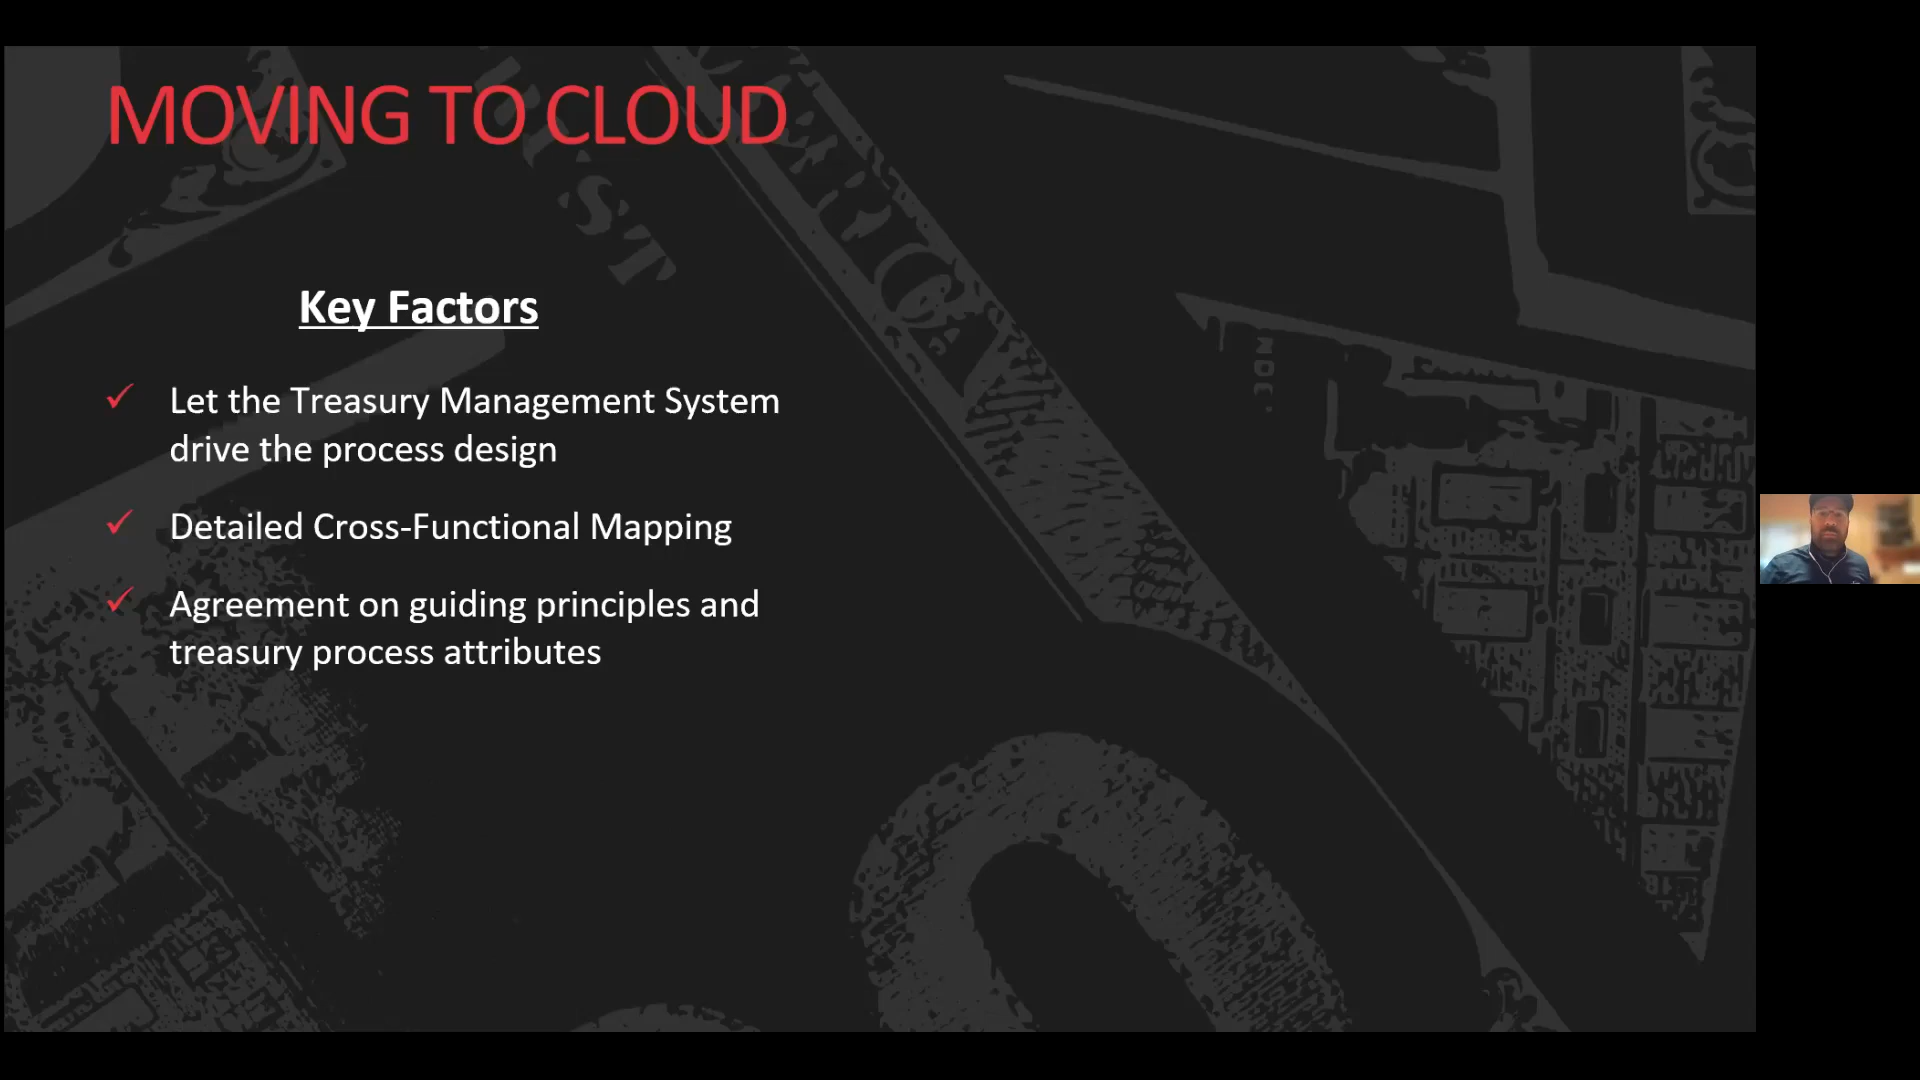 MOVING TO CLOUD
Key Factors
Let the Treasury Management System
drive the process design
Detailed Cross-Functional Mapping
Agreement on guiding principles and
treasury process attributes